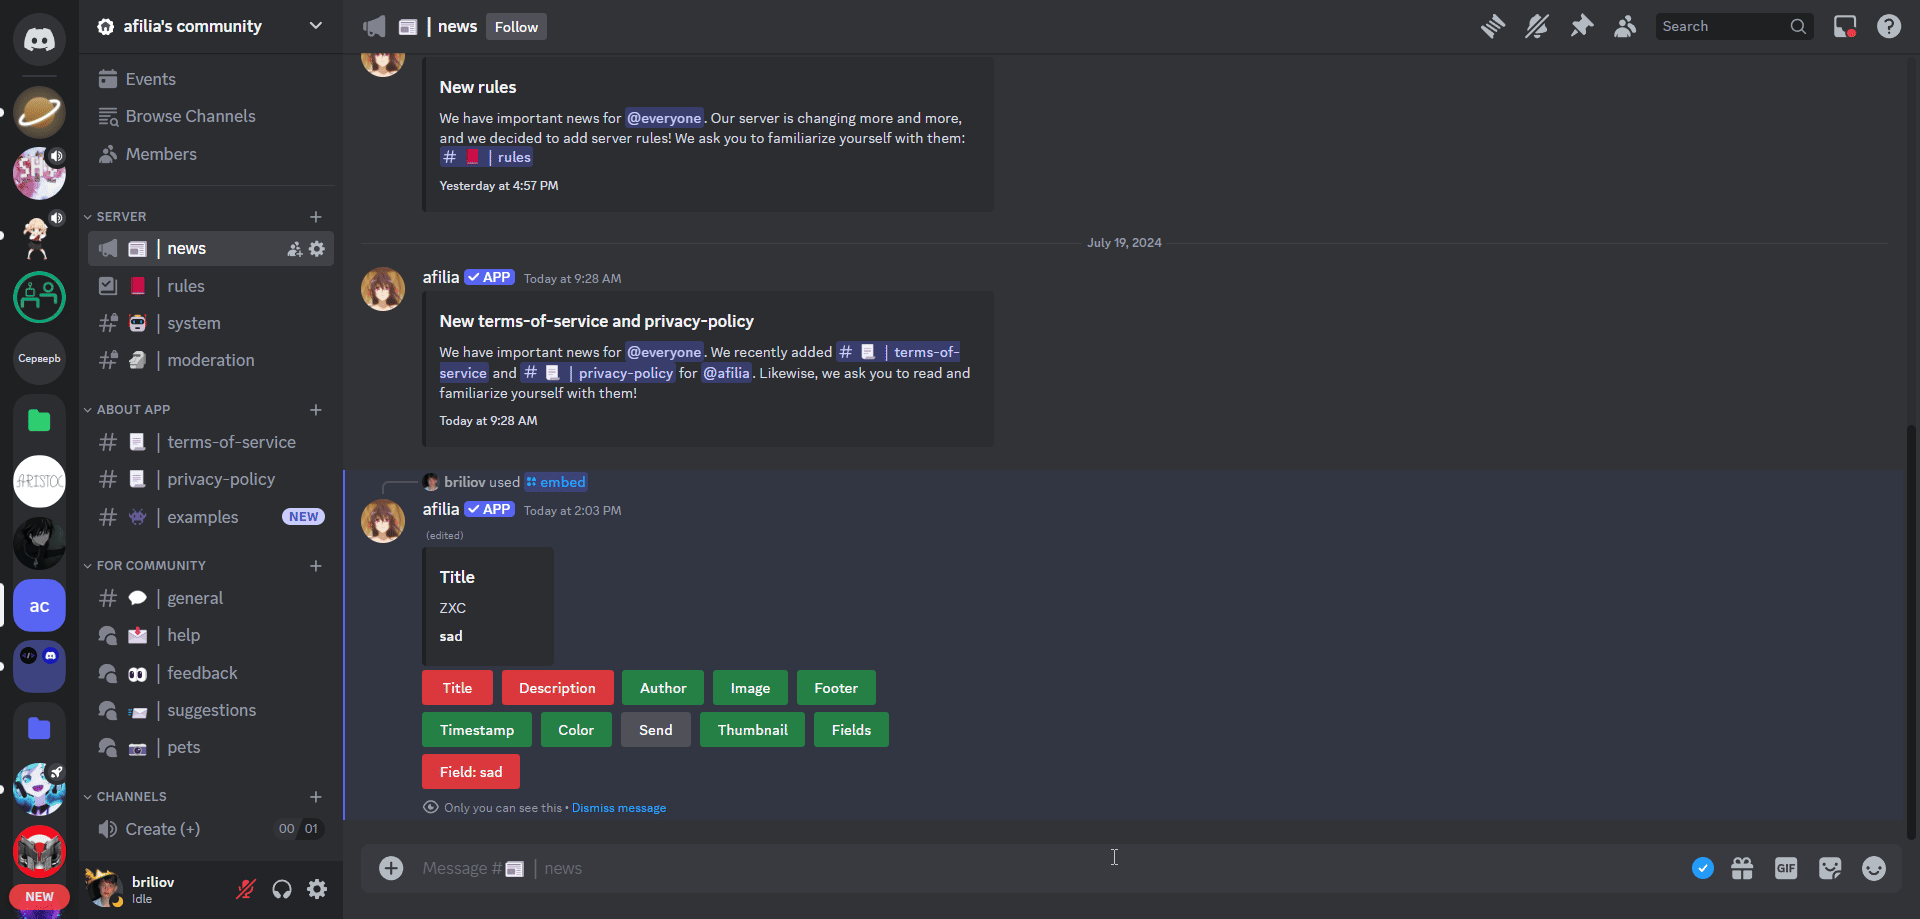 afilia's community
Events
Browse Channels
Members
SERVER
| news
| rules
| system
| moderation
ABOUT APP
# | terms-of-service
# | privacy-policy
# | examples NEW
FOR COMMUNITY
# | general
| help
| feedback
| suggestions
| pets
CHANNELS
Create (+) 00 01
briliov
Idle
Серверь
ARISTOC
ac
NEW
| news Follow
Search
New rules
We have important news for @everyone. Our server is changing more and more,
and we decided to add server rules! We ask you to familiarize yourself with them:
# | rules
Yesterday at 4:57 PM
July 19, 2024
afilia ✓ APP Today at 9:28 AM
New terms-of-service and privacy-policy
We have important news for @everyone. We recently added # | terms-of-
service and # | privacy-policy for @afilia. Likewise, we ask you to read and
familiarize yourself with them!
Today at 9:28 AM
briliov used embed
afilia ✓ APP Today at 2:03 PM
(edited)
Title
ZXC
sad
Title Description Author Image Footer
Timestamp Color Send Thumbnail Fields
Field: sad
Only you can see this • Dismiss message
Message # | news
GIF